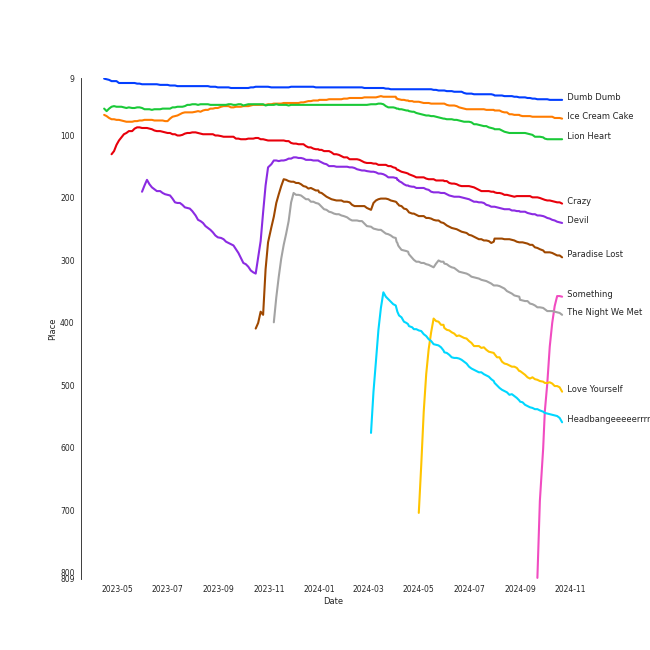 9
Dumb Dumb
Ice Cream Cake
100
Lion Heart
200
Crazy
Devil
Paradise Lost
300
Something
The Night We Met
Place
400
Love Yourself
500
Headbangeeeeerrrr
600
700
800
809
2023-05 2023-07 2023-09 2023-11 2024-01 2024-03 2024-05 2024-07 2024-09 2024-11
Date